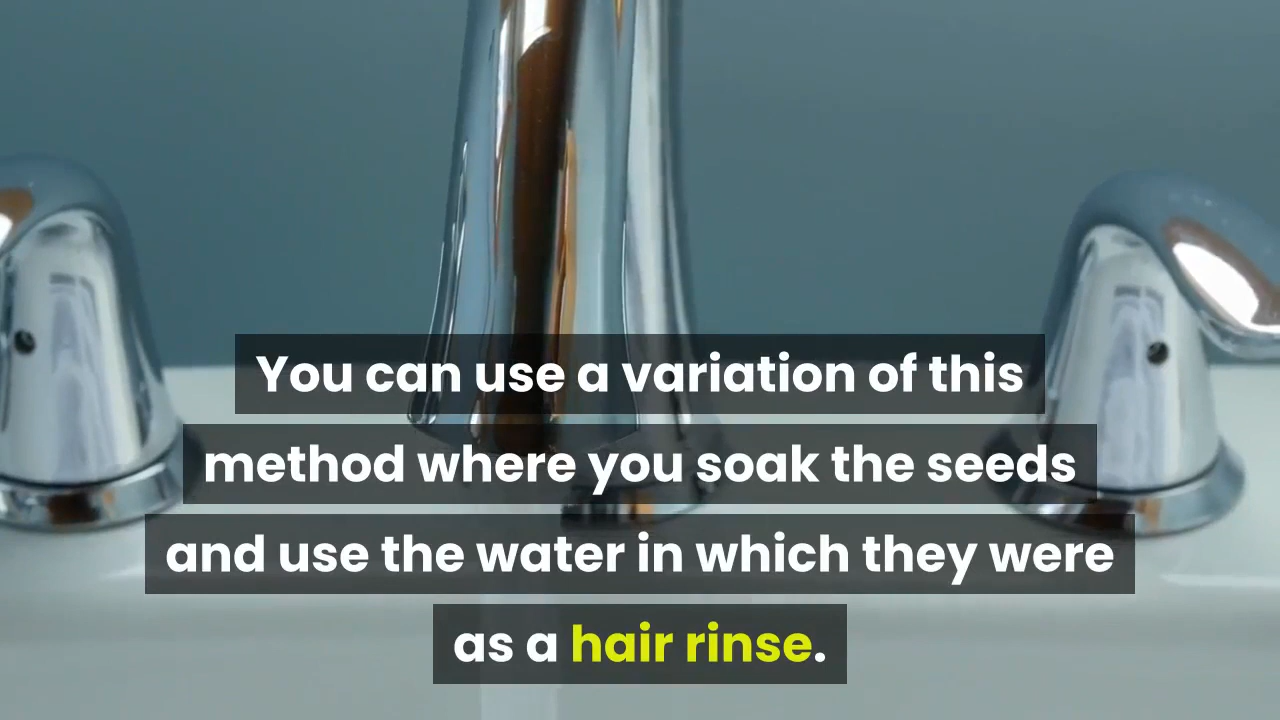 You can use a variation of this
method where you soak the seeds
and use the water in which they were
as a hair rinse.